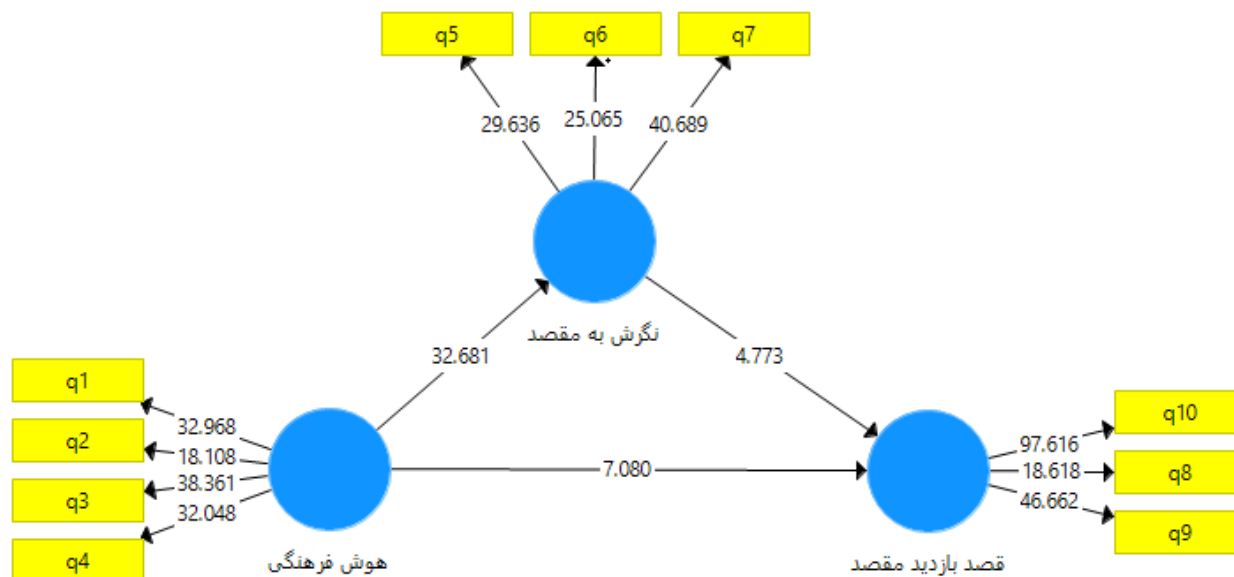 q5
q6
q7
29.636
25.065
40.689
نگرش به مقصد
32.681
4.773
q1
q2
q3
q4
32.968
18.108
38.361
32.048
هوش فرهنگی
7.080
q10
q8
q9
97.616
18.618
46.662
قصد بازدید مقصد